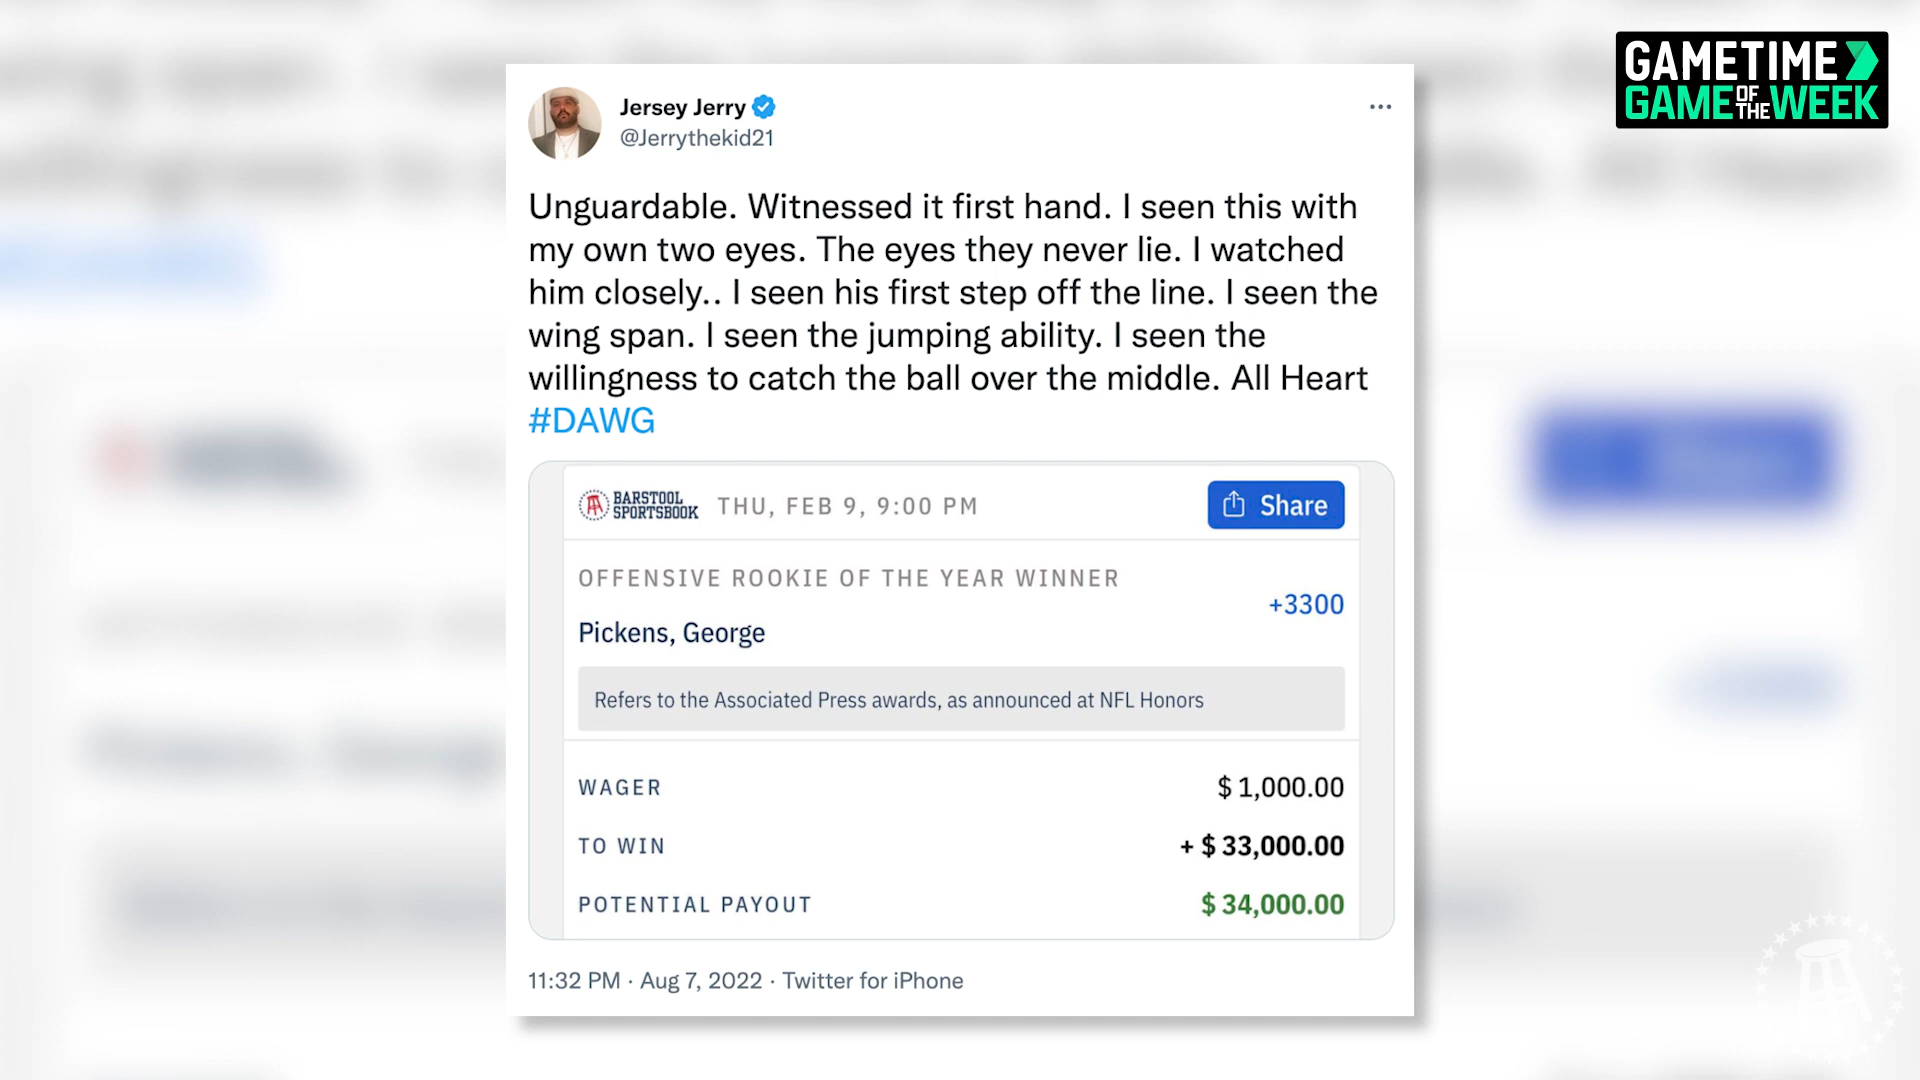 GAMETIME
GAME OF THE WEEK
Jersey Jerry
@Jerrythekid21
Unguardable. Witnessed it first hand. I seen this with
my own two eyes. The eyes they never lie. I watched
him closely.. I seen his first step off the line. I seen the
wing span. I seen the jumping ability. I seen the
willingness to catch the ball over the middle. All Heart
#DAWG
BARSTOOL
SPORTSBOOK
THU, FEB 9, 9:00 PM
Share
OFFENSIVE ROOKIE OF THE YEAR WINNER
+3300
Pickens, George
Refers to the Associated Press awards, as announced at NFL Honors
WAGER
$ 1,000.00
TO WIN
+ $ 33,000.00
POTENTIAL PAYOUT
$ 34,000.00
11:32 PM · Aug 7, 2022 · Twitter for iPhone